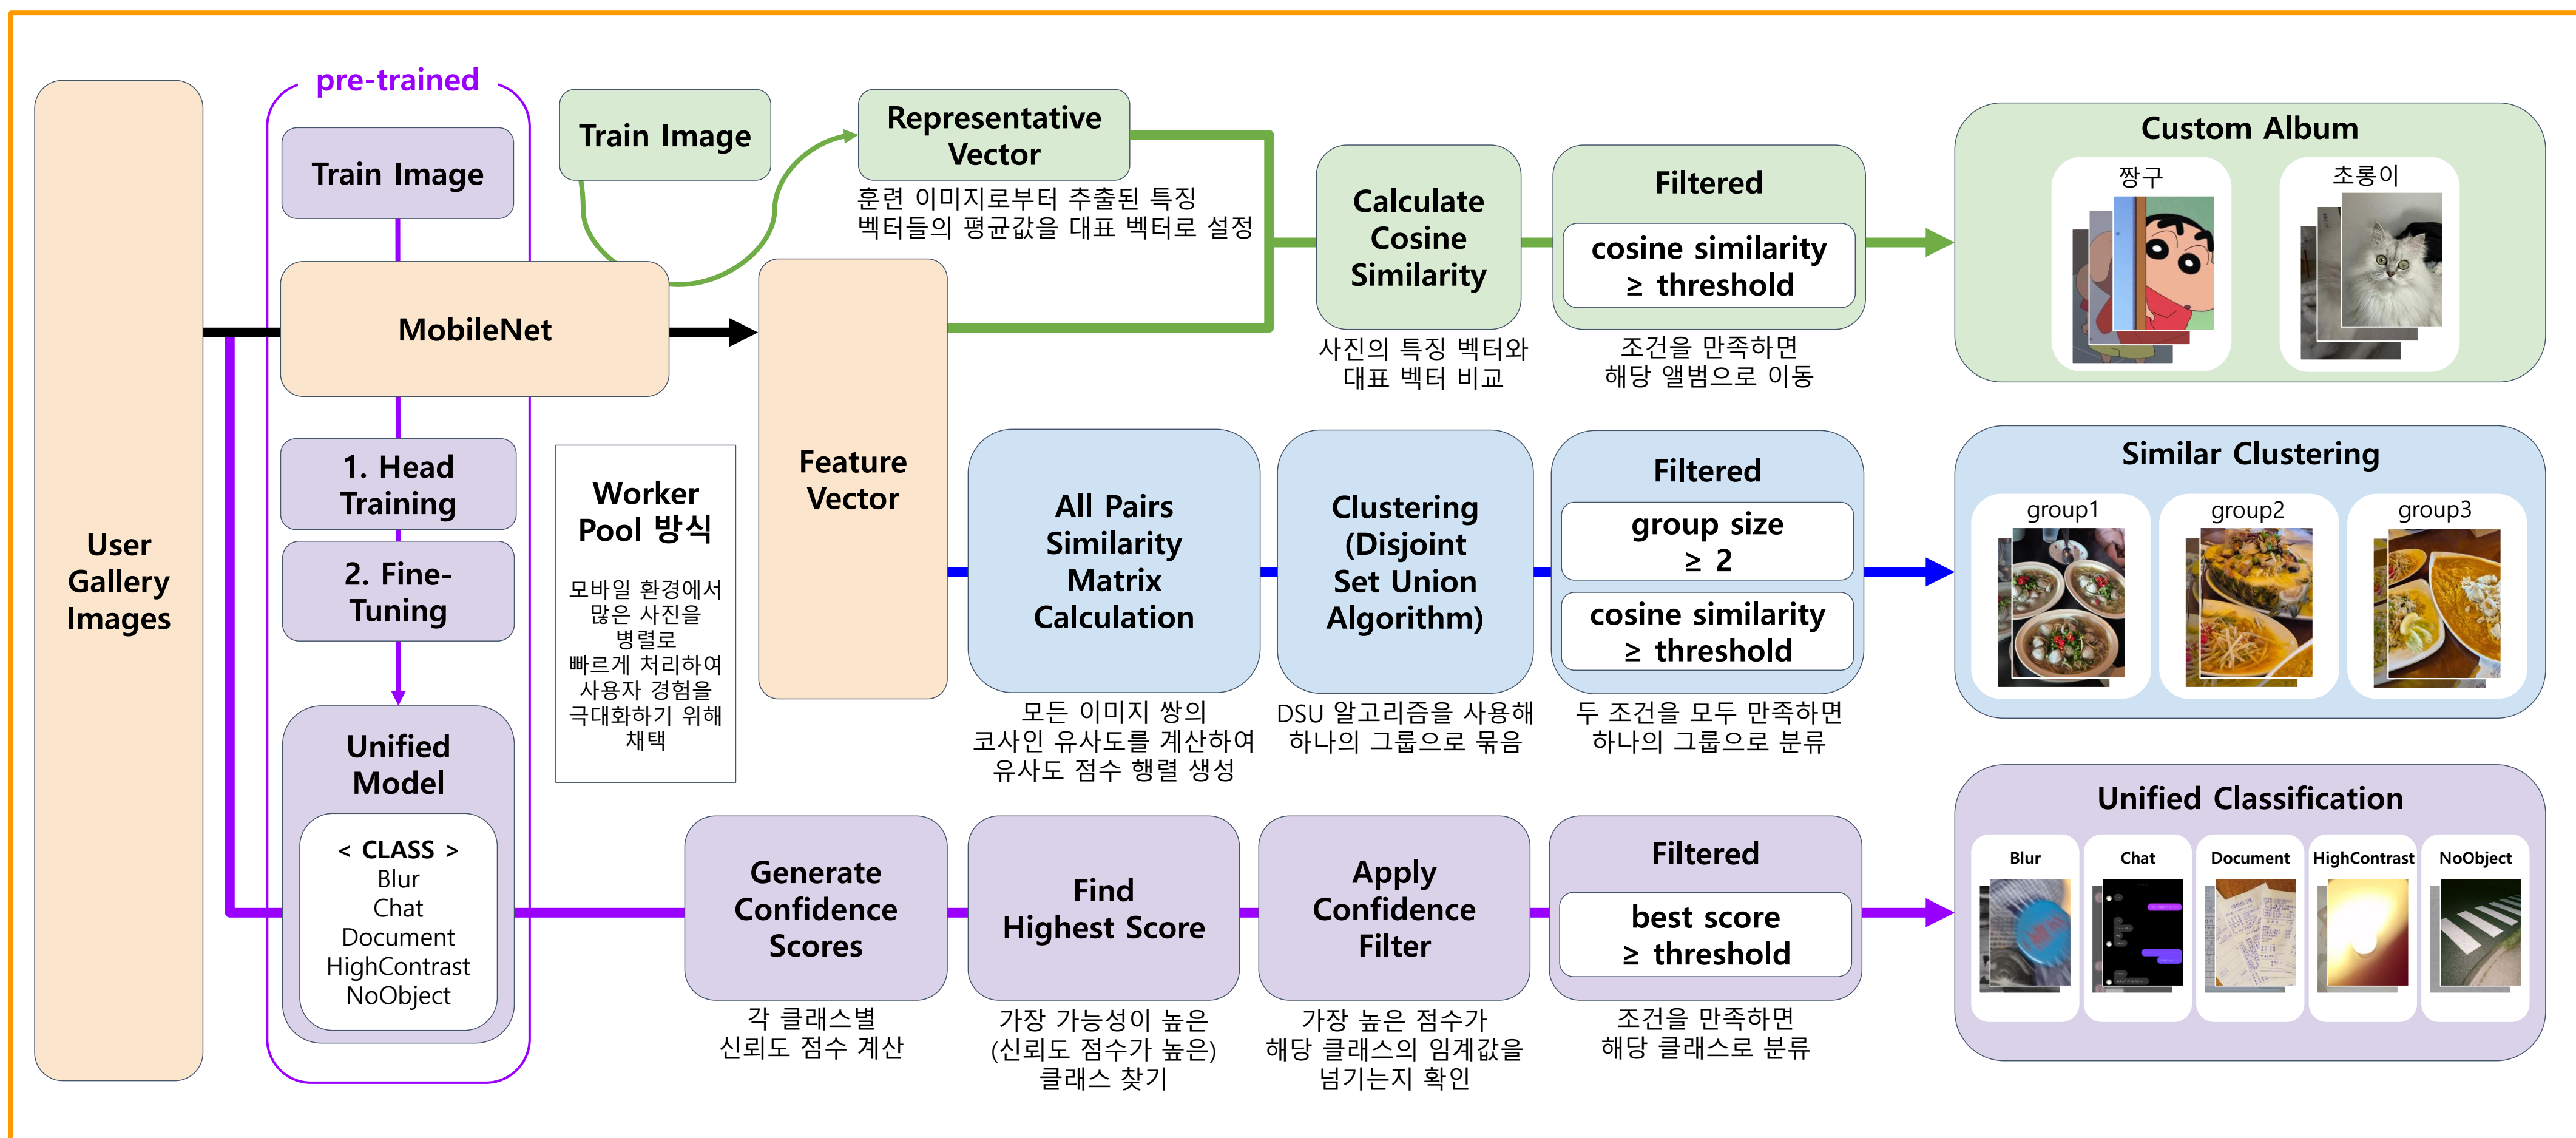 pre-trained
User
Gallery
Images
Train Image
MobileNet
1. Head
Training
2. Fine-
Tuning
Unified
Model
< CLASS >
Blur
Chat
Document
HighContrast
NoObject
Train Image
Representative
Vector
훈련 이미지로부터 추출된 특징
벡터들의 평균값을 대표 벡터로 설정
Worker
Pool 방식
모바일 환경에서
많은 사진을
병렬로
빠르게 처리하여
사용자 경험을
극대화하기 위해
채택
Feature
Vector
Calculate
Cosine
Similarity
사진의 특징 벡터와
대표 벡터 비교
Filtered
cosine similarity
≥ threshold
조건을 만족하면
해당 앨범으로 이동
Custom Album
짱구
초롱이
All Pairs
Similarity
Matrix
Calculation
모든 이미지 쌍의
코사인 유사도를 계산하여
유사도 점수 행렬 생성
Clustering
(Disjoint
Set Union
Algorithm)
DSU 알고리즘을 사용해
하나의 그룹으로 묶음
Filtered
group size
≥ 2
cosine similarity
≥ threshold
두 조건을 모두 만족하면
하나의 그룹으로 분류
Similar Clustering
group1
group2
group3
Generate
Confidence
Scores
각 클래스별
신뢰도 점수 계산
Find
Highest Score
가장 가능성이 높은
(신뢰도 점수가 높은)
클래스 찾기
Apply
Confidence
Filter
가장 높은 점수가
해당 클래스의 임계값을
넘기는지 확인
Filtered
best score
≥ threshold
조건을 만족하면
해당 클래스로 분류
Unified Classification
Blur
Chat
Document
HighContrast
NoObject